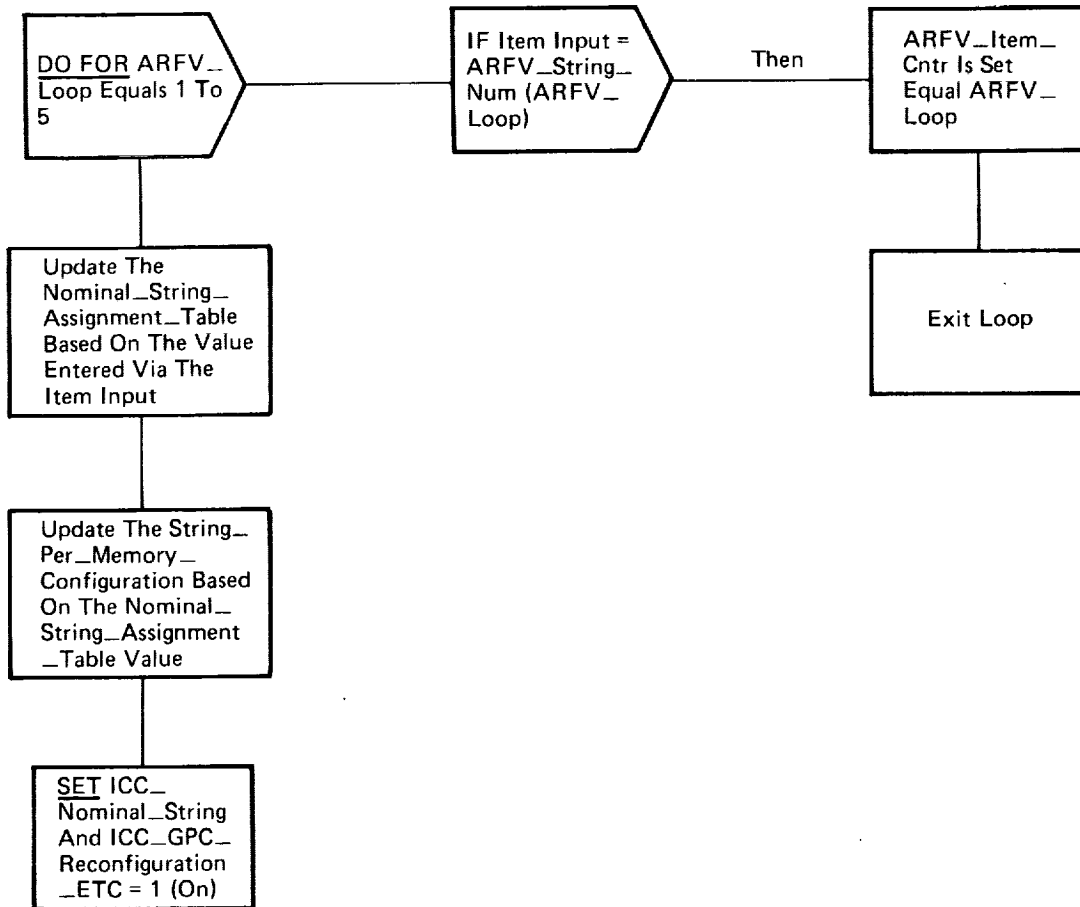 DO FOR ARFV_
Loop Equals 1 To
5
IF Item Input =
ARFV_String_
Num (ARFV_
Loop)
Then
ARFV_Item_
Cntr Is Set
Equal ARFV_
Loop
Exit Loop
Update The
Nominal_String_
Assignment_Table
Based On The Value
Entered Via The
Item Input
Update The String_
Per_Memory_
Configuration Based
On The Nominal_
String_Assignment
_Table Value
SET ICC_
Nominal_String
And ICC_GPC_
Reconfiguration
_ETC = 1 (On)